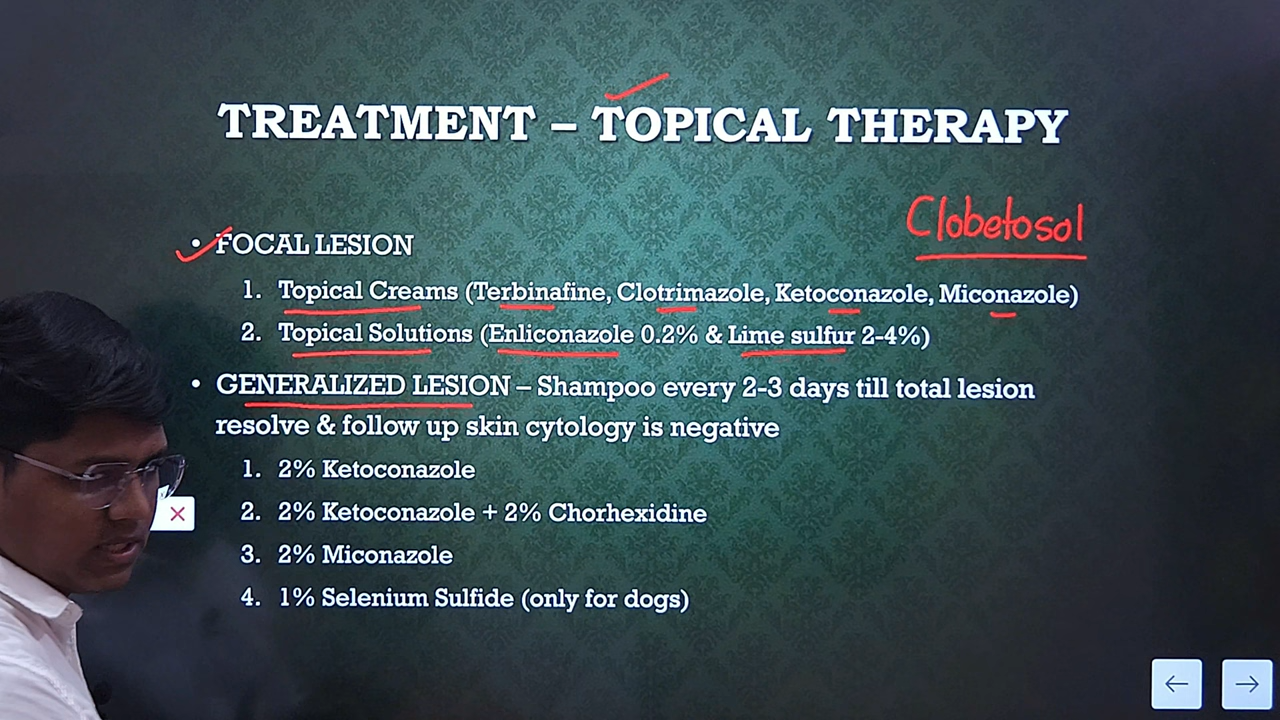 TREATMENT – TOPICAL THERAPY
Clobetosol
• FOCAL LESION
1. Topical Creams (Terbinafine, Clotrimazole, Ketoconazole, Miconazole)
2. Topical Solutions (Enliconazole 0.2% & Lime sulfur 2-4%)
• GENERALIZED LESION – Shampoo every 2-3 days till total lesion
resolve & follow up skin cytology is negative
1. 2% Ketoconazole
2. 2% Ketoconazole + 2% Chorhexidine
3. 2% Miconazole
4. 1% Selenium Sulfide (only for dogs)